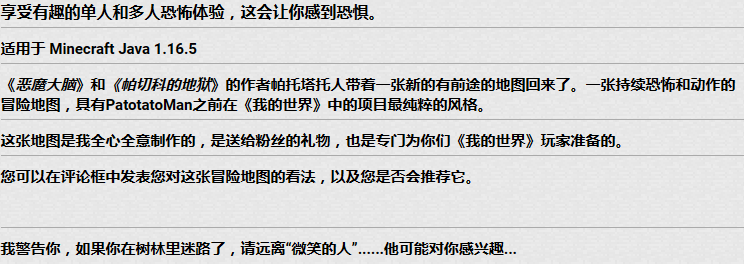 享受有趣的单人和多人恐怖体验，这会让你感到恐惧。
适用于 Minecraft Java 1.16.5
《恶魔大脑》和《帕切科的地狱》的作者帕托塔托人带着一张新的有前途的地图回来了。一张持续恐怖和动作的
冒险地图，具有PatotatoMan之前在《我的世界》中的项目最纯粹的风格。
这张地图是我全心全意制作的，是送给粉丝的礼物，也是专门为你们《我的世界》玩家准备的。
您可以在评论框中发表您对这张冒险地图的看法，以及您是否会推荐它。
我警告你，如果你在树林里迷路了，请远离“微笑的人”......他可能对你感兴趣...